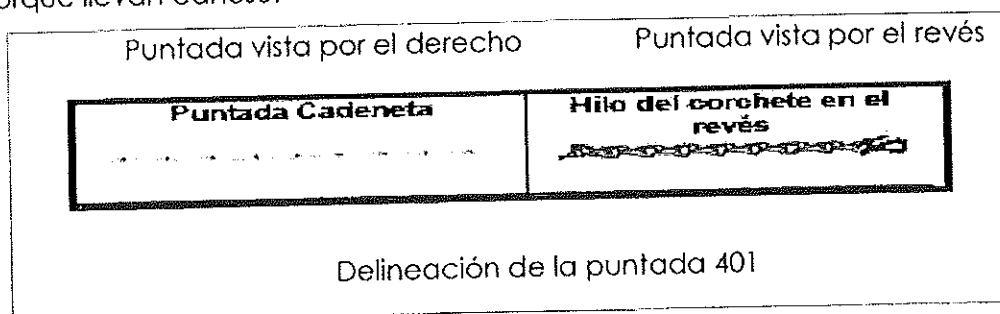 llevan
Puntada vista por el derecho
Puntada vista por el revés
Puntada Cadeneta
Hilo del corchete en el
revés
Delineación de la puntada 401